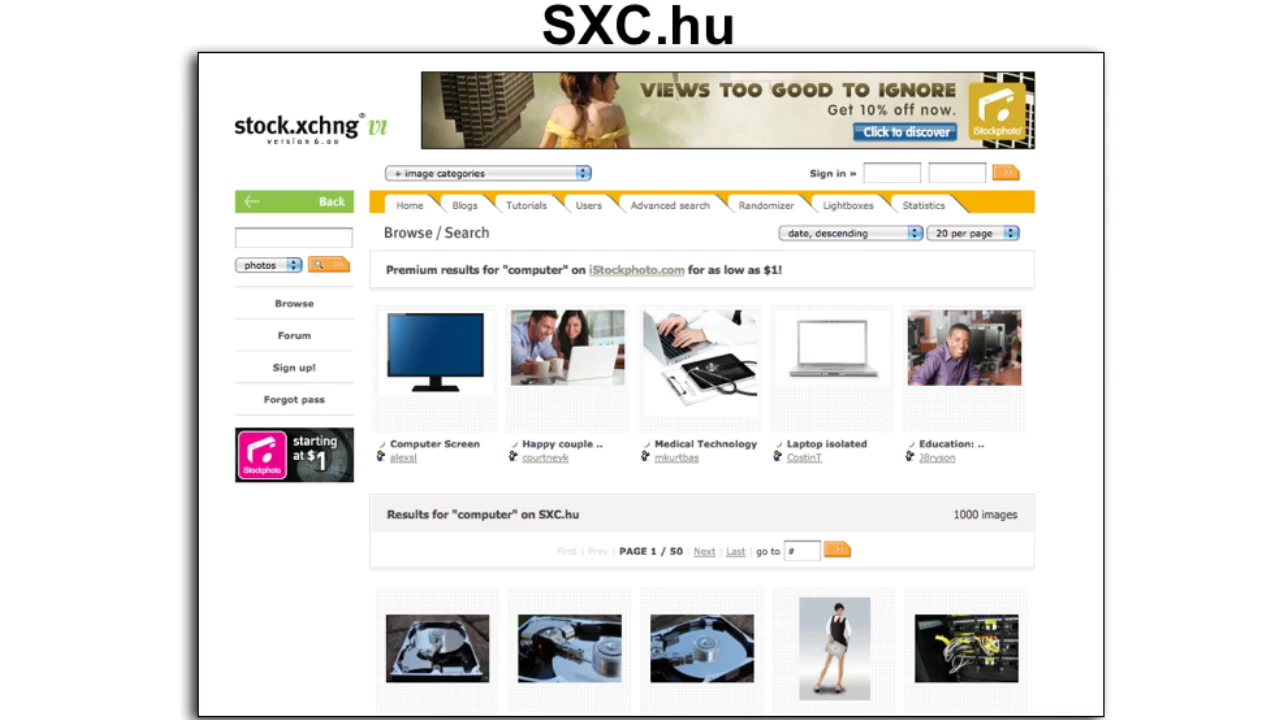 SXC.hu
VIEWS TOO GOOD TO IGNORE
Get 10% off now.
Click to discover
iStockphoto
stock.xchng® vi
version 6.00
+ image categories
Sign in »
Back
Home Blogs Tutorials Users Advanced search Randomizer Lightboxes Statistics
Browse / Search
date, descending
20 per page
photos
Premium results for "computer" on iStockphoto.com for as low as $1!
Browse
Forum
Sign up!
Forgot pass
iStockphoto
starting
at $1
Computer Screen
alexsl
Happy couple ..
courtneyk
Medical Technology
mkurtbas
Laptop isolated
CostinT
Education: ..
JBryson
Results for "computer" on SXC.hu
1000 images
First | Prev | PAGE 1 / 50 | Next | Last | go to #